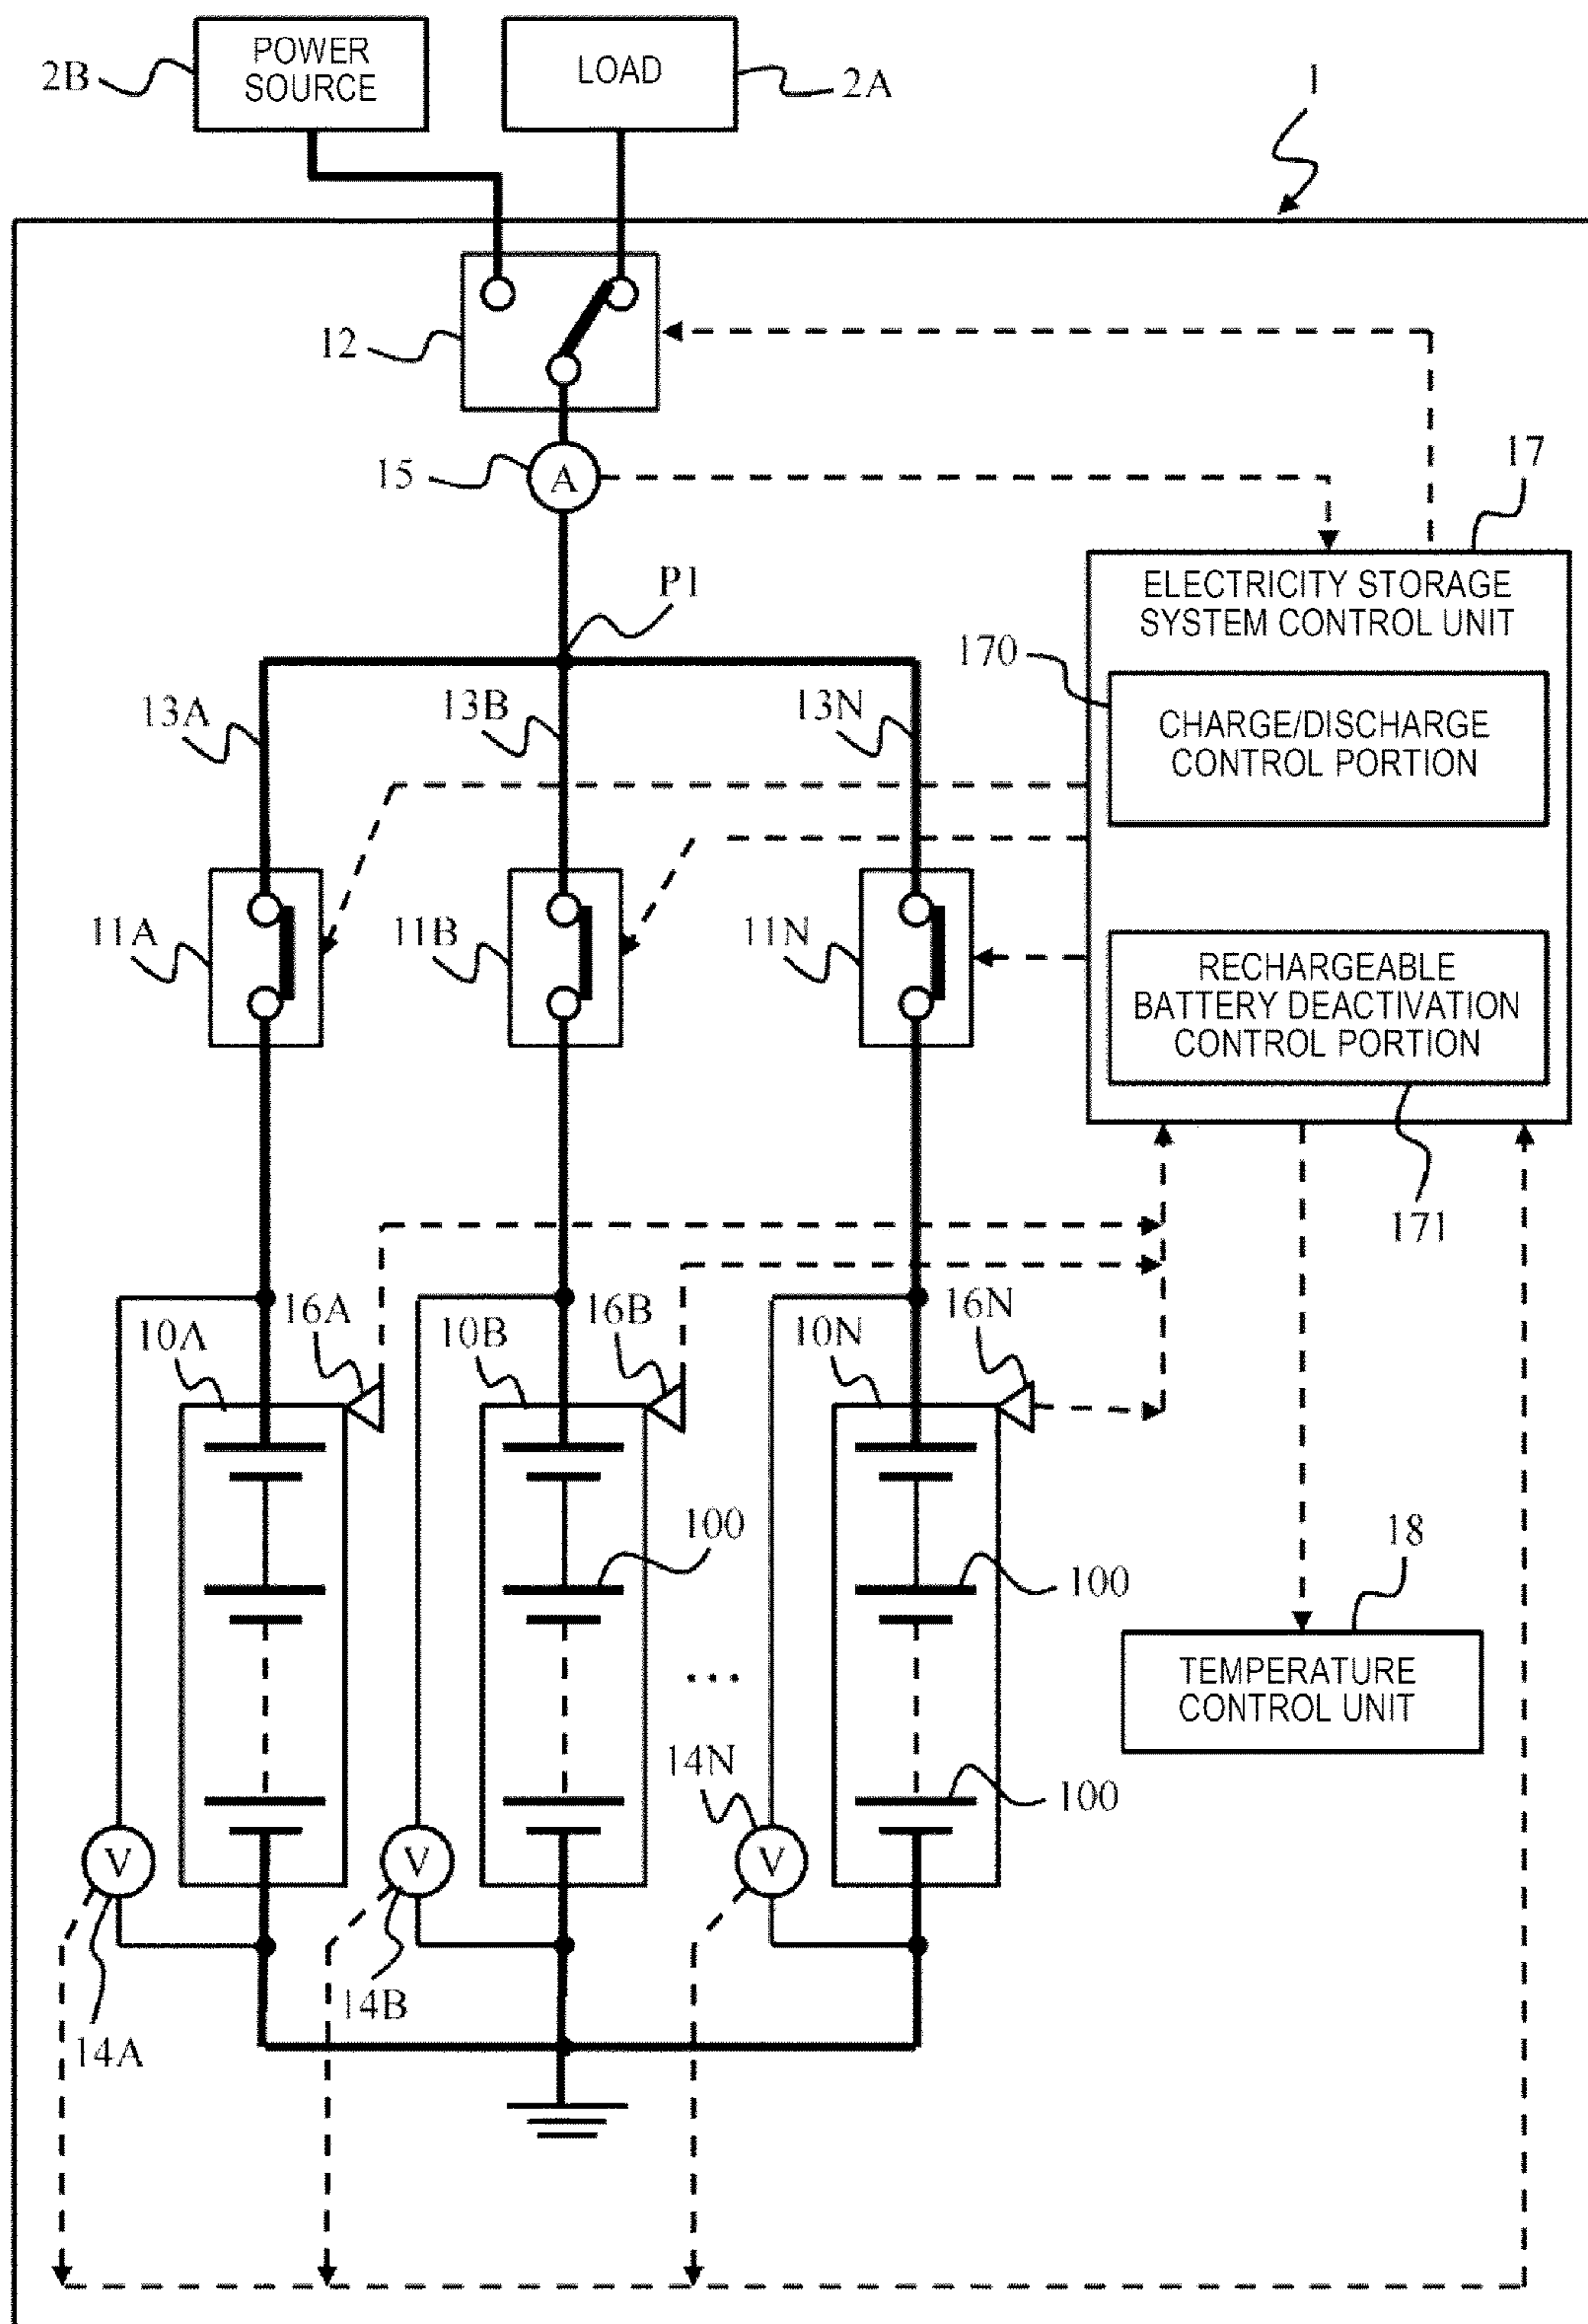 POWER
SOURCE
2B
LOAD
2A
1
12
15
A
17
P1
ELECTRICITY STORAGE
SYSTEM CONTROL UNIT
170
13A
13B
13N
CHARGE/DISCHARGE
CONTROL PORTION
11A
11B
11N
RECHARGEABLE
BATTERY DEACTIVATION
CONTROL PORTION
171
16A
16B
16N
10A
10B
10N
100
18
100
TEMPERATURE
CONTROL UNIT
...
14N
100
V
V
V
14B
14A